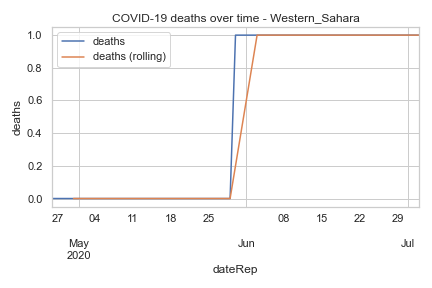 COVID-19 deaths over time - Western_Sahara
deaths
deaths (rolling)
1.0
0.8
0.6
0.4
0.2
0.0
deaths
27 04 11 18 25 08 15 22 29
May Jun Jul
2020
dateRep